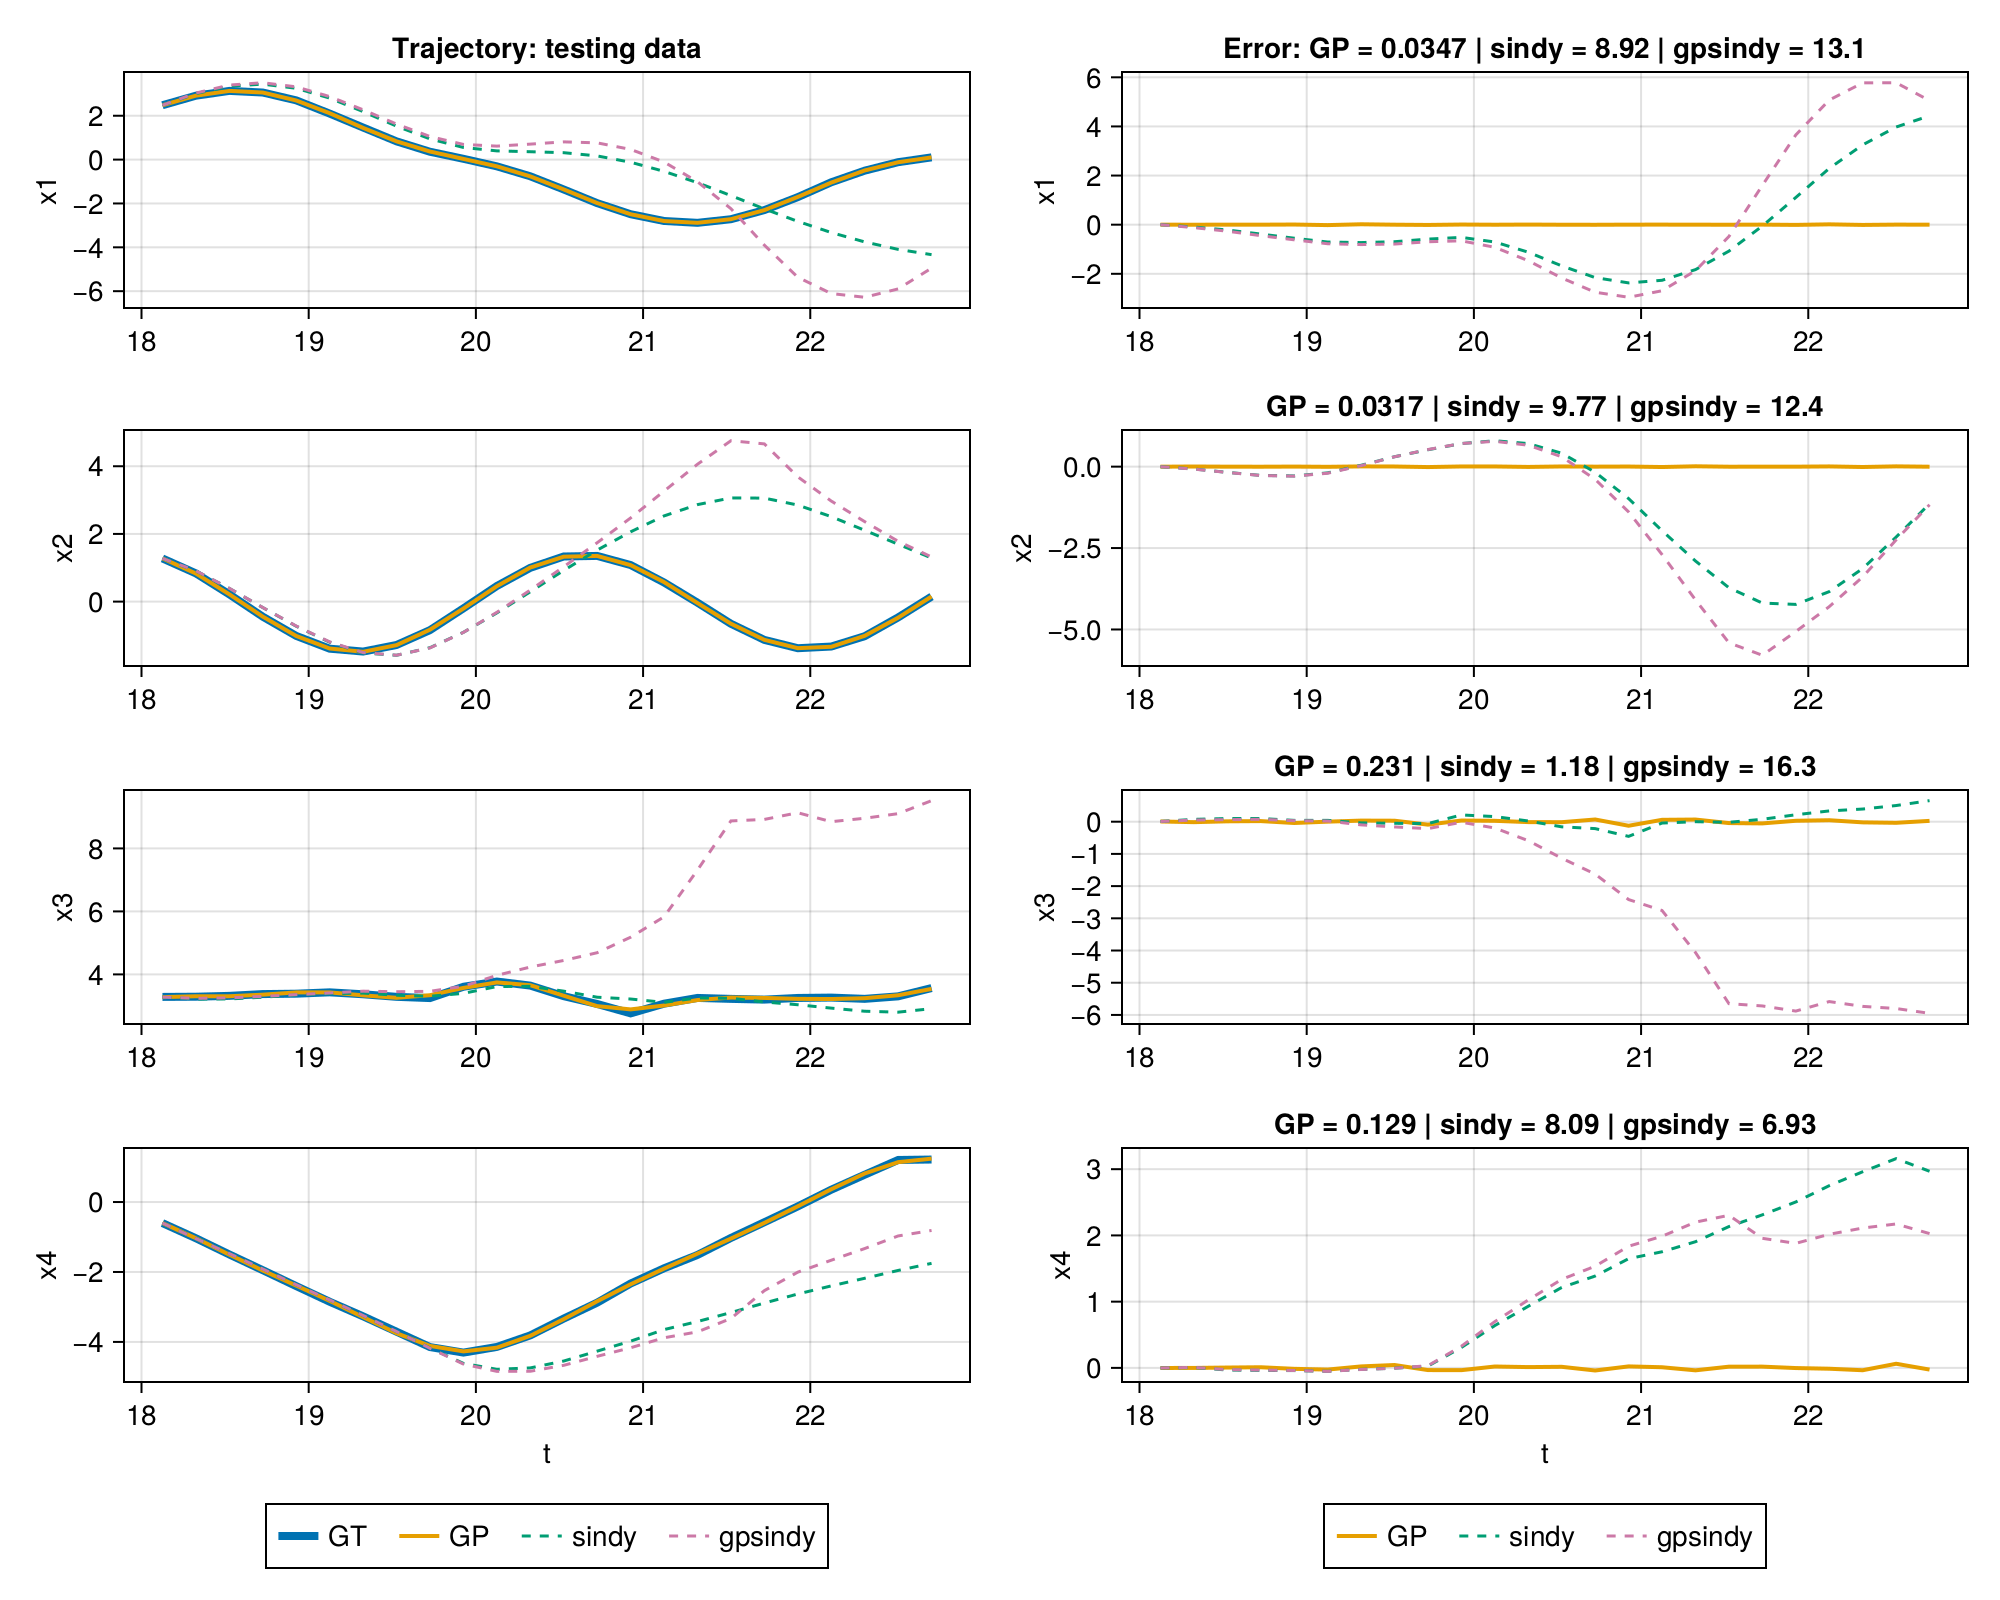 Trajectory: testing data
x1
2
0
−2
−4
−6
18 19 20 21 22
Error: GP = 0.0347 | sindy = 8.92 | gpsindy = 13.1
x1
6
4
2
0
−2
18 19 20 21 22
x2
4
2
0
18 19 20 21 22
GP = 0.0317 | sindy = 9.77 | gpsindy = 12.4
x2
0.0
−2.5
−5.0
18 19 20 21 22
x3
8
6
4
18 19 20 21 22
GP = 0.231 | sindy = 1.18 | gpsindy = 16.3
x3
0
−1
−2
−3
−4
−5
−6
18 19 20 21 22
x4
0
−2
−4
18 19 20 21 22
t
GP = 0.129 | sindy = 8.09 | gpsindy = 6.93
x4
3
2
1
0
18 19 20 21 22
t
GT GP sindy gpsindy
GP sindy gpsindy